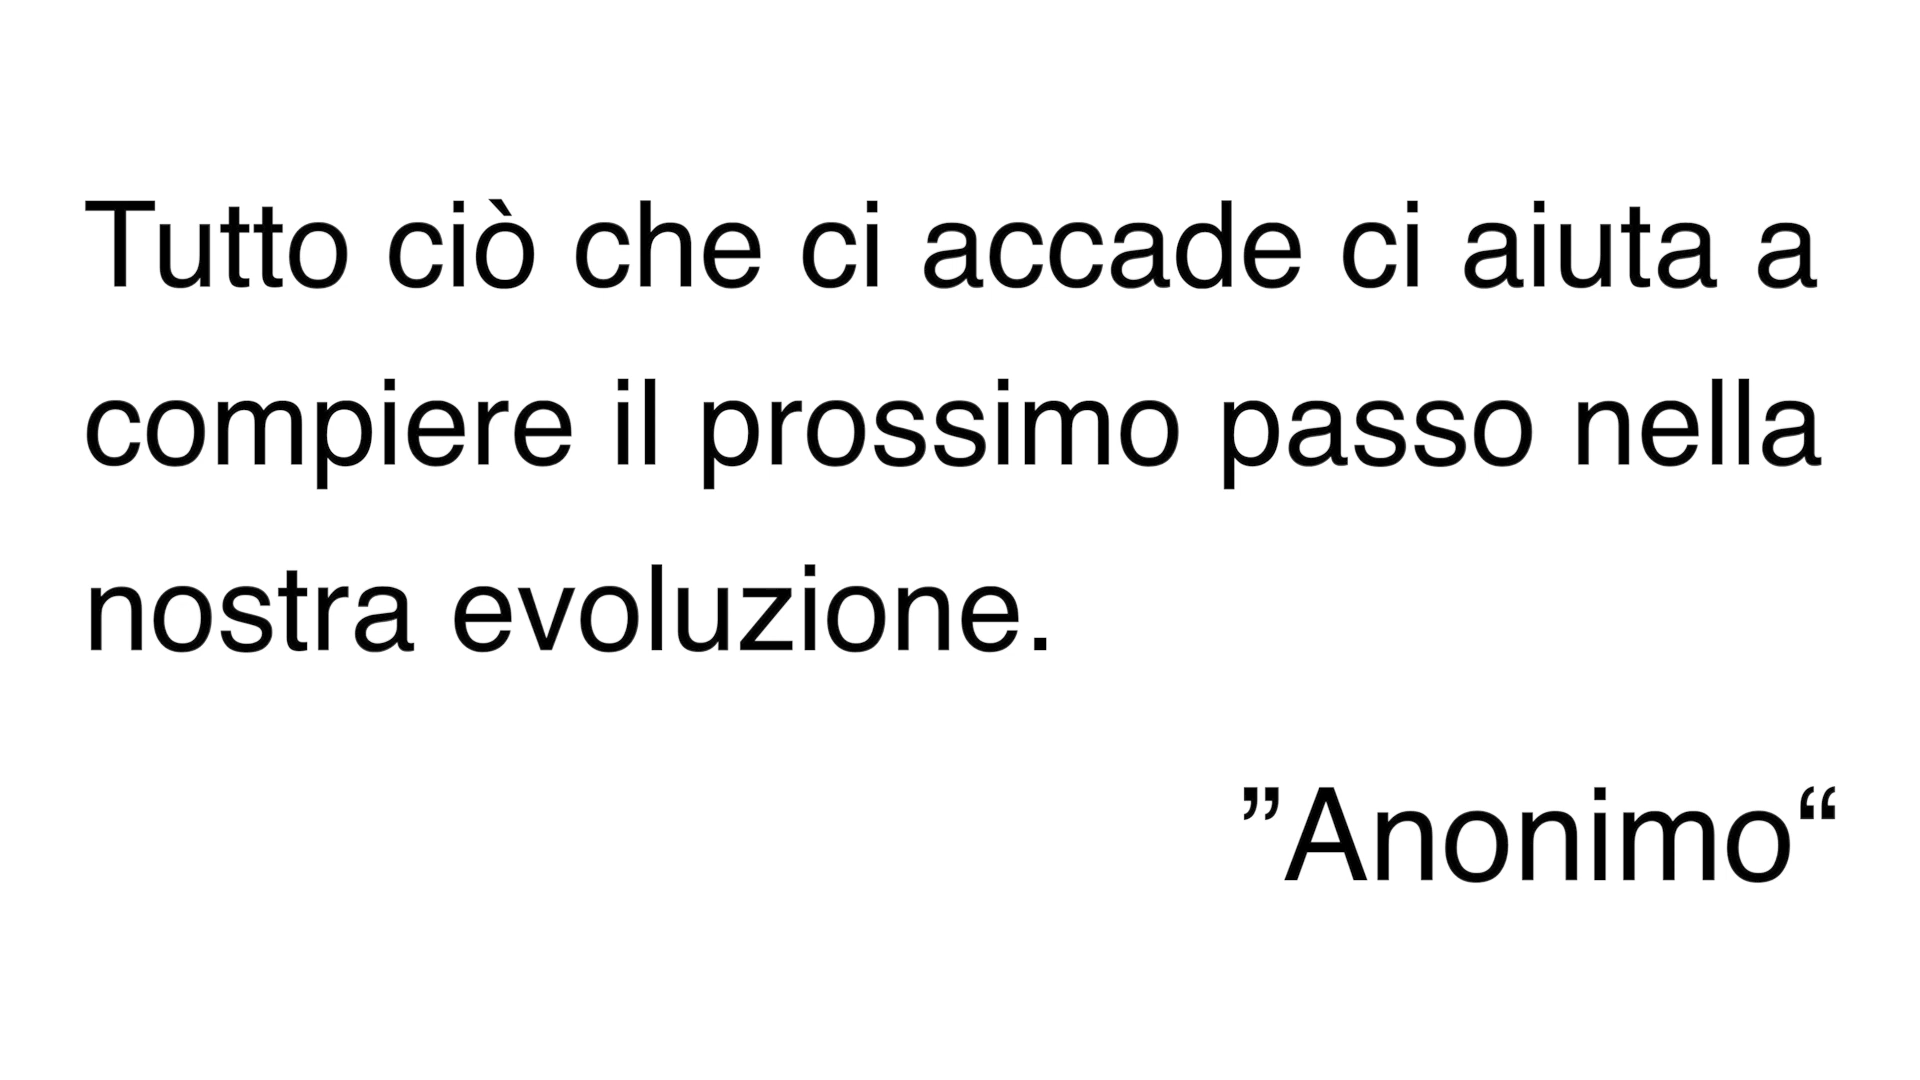 Tutto ciò che ci accade ci aiuta a
compiere il prossimo passo nella
nostra evoluzione.
”Anonimo“